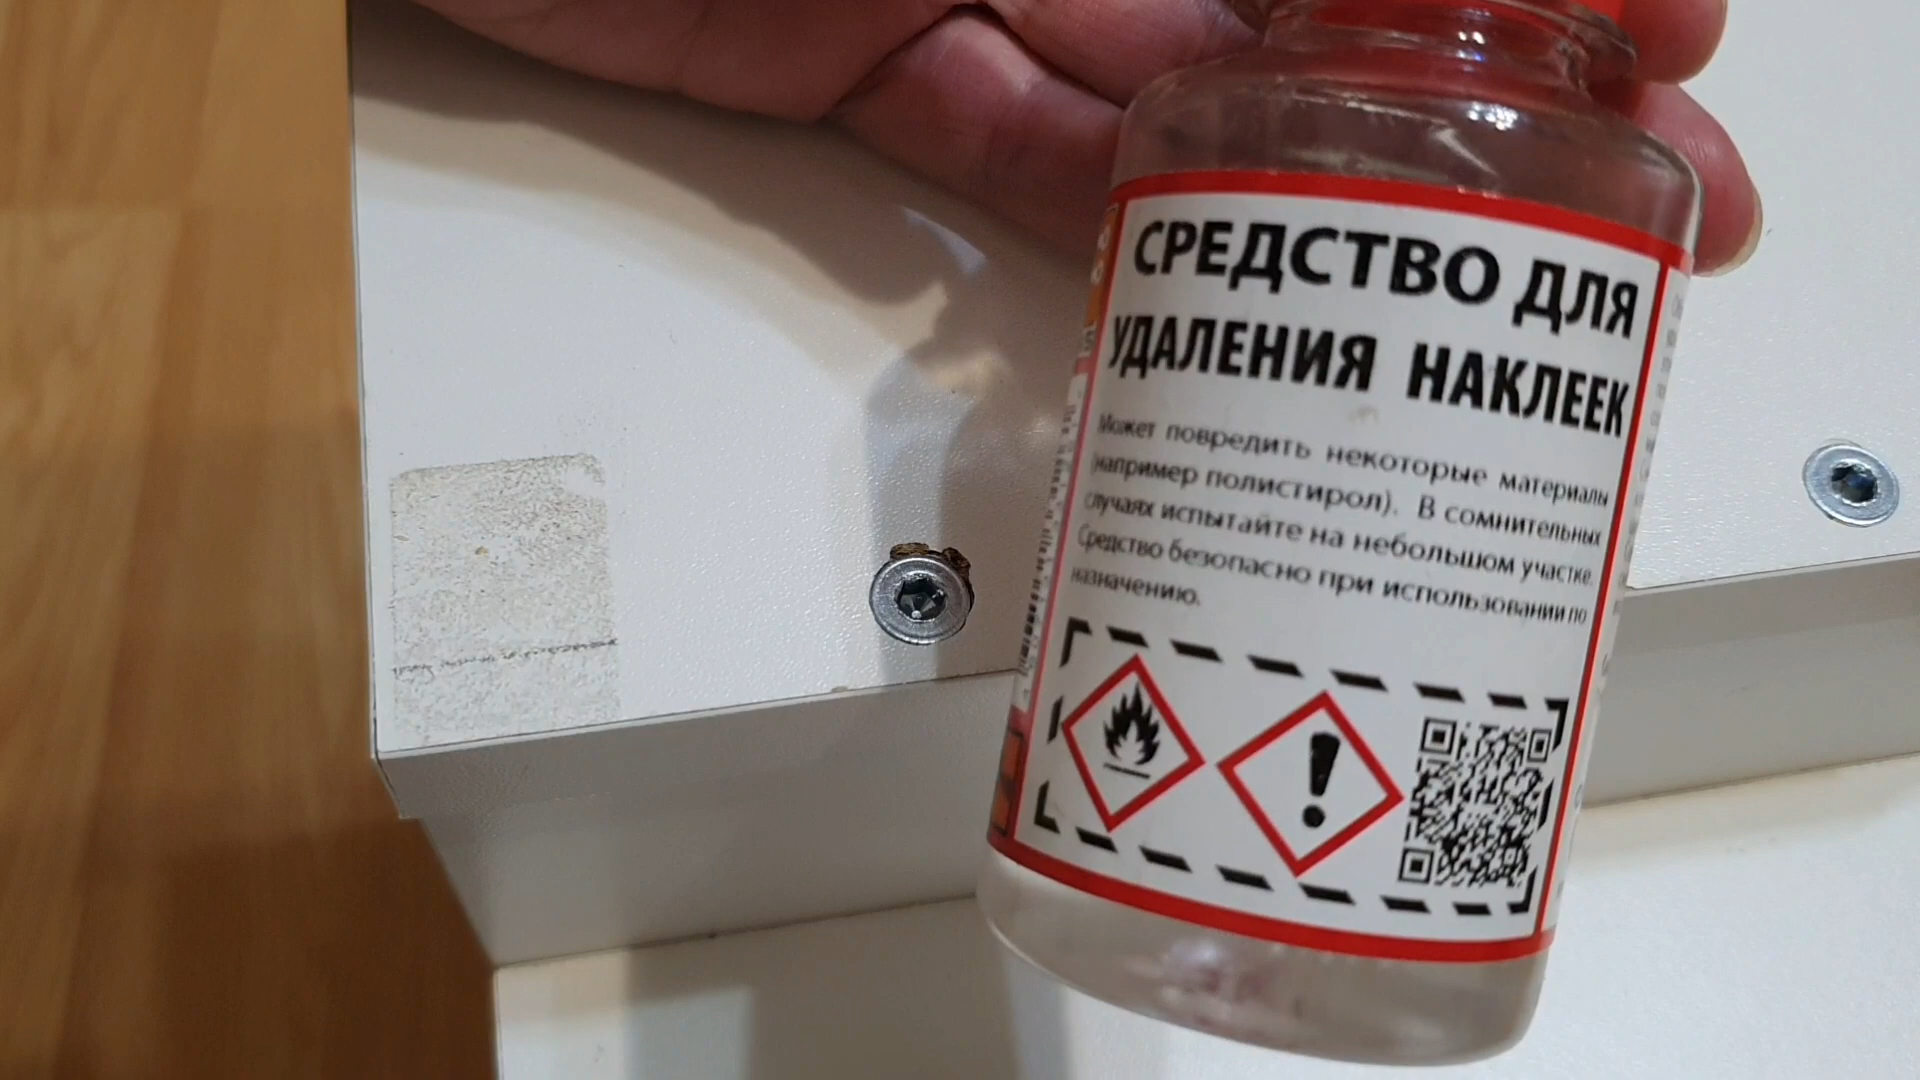 СРЕДСТВО ДЛЯ
УДАЛЕНИЯ НАКЛЕЕК
Может повредить некоторые материалы
(например полистирол). В сомнительных
случаях испытайте на небольшом участке.
Средство безопасно при использовании по
назначению.